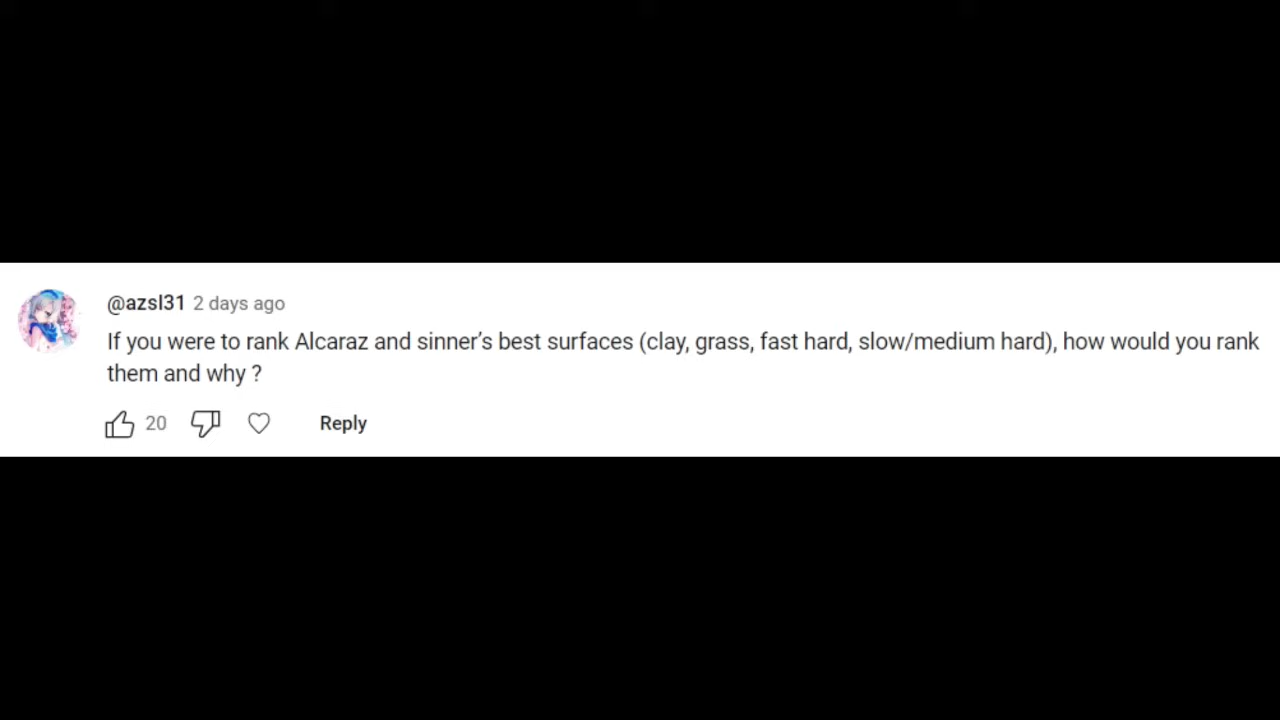 @azsl31 2 days ago
If you were to rank Alcaraz and sinner’s best surfaces (clay, grass, fast hard, slow/medium hard), how would you rank
them and why ?
20 Reply